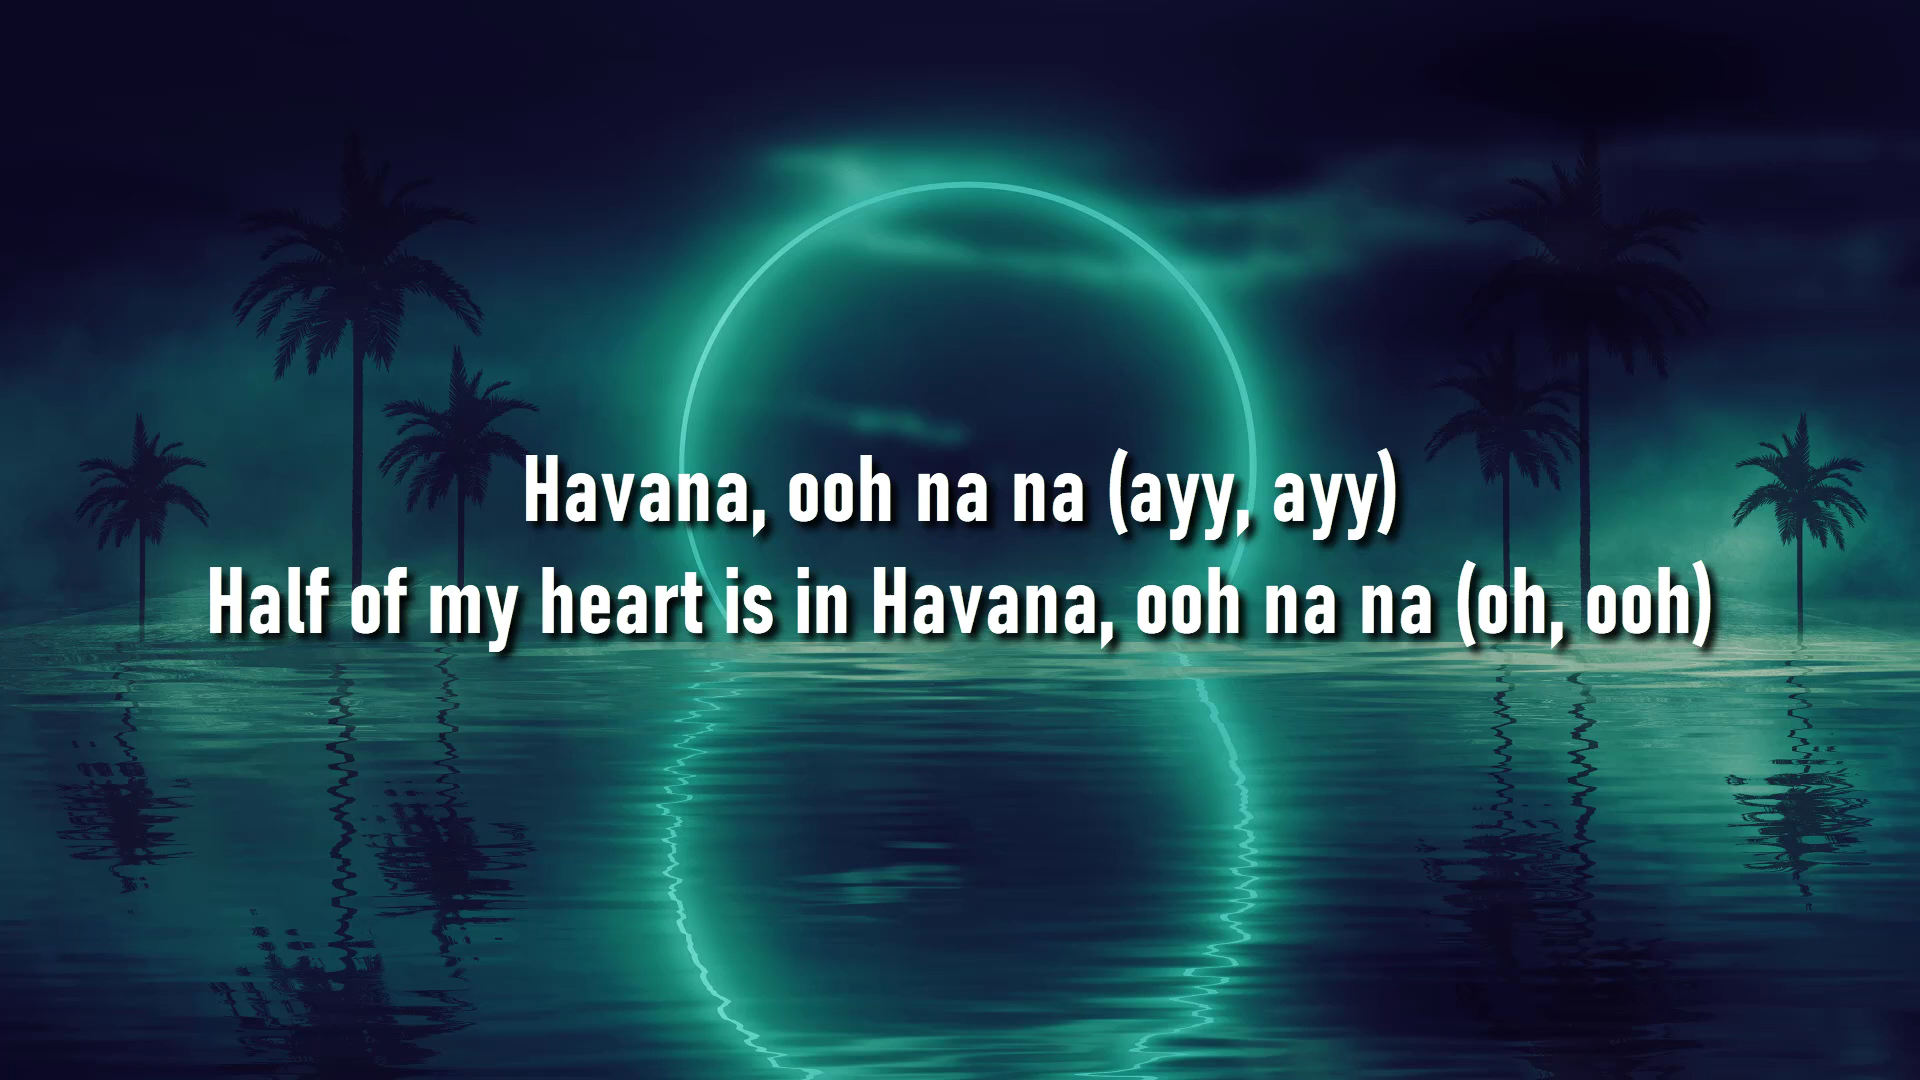 Havana, ooh na na (ayy, ayy)
Half of my heart is in Havana, ooh na na (oh, ooh)